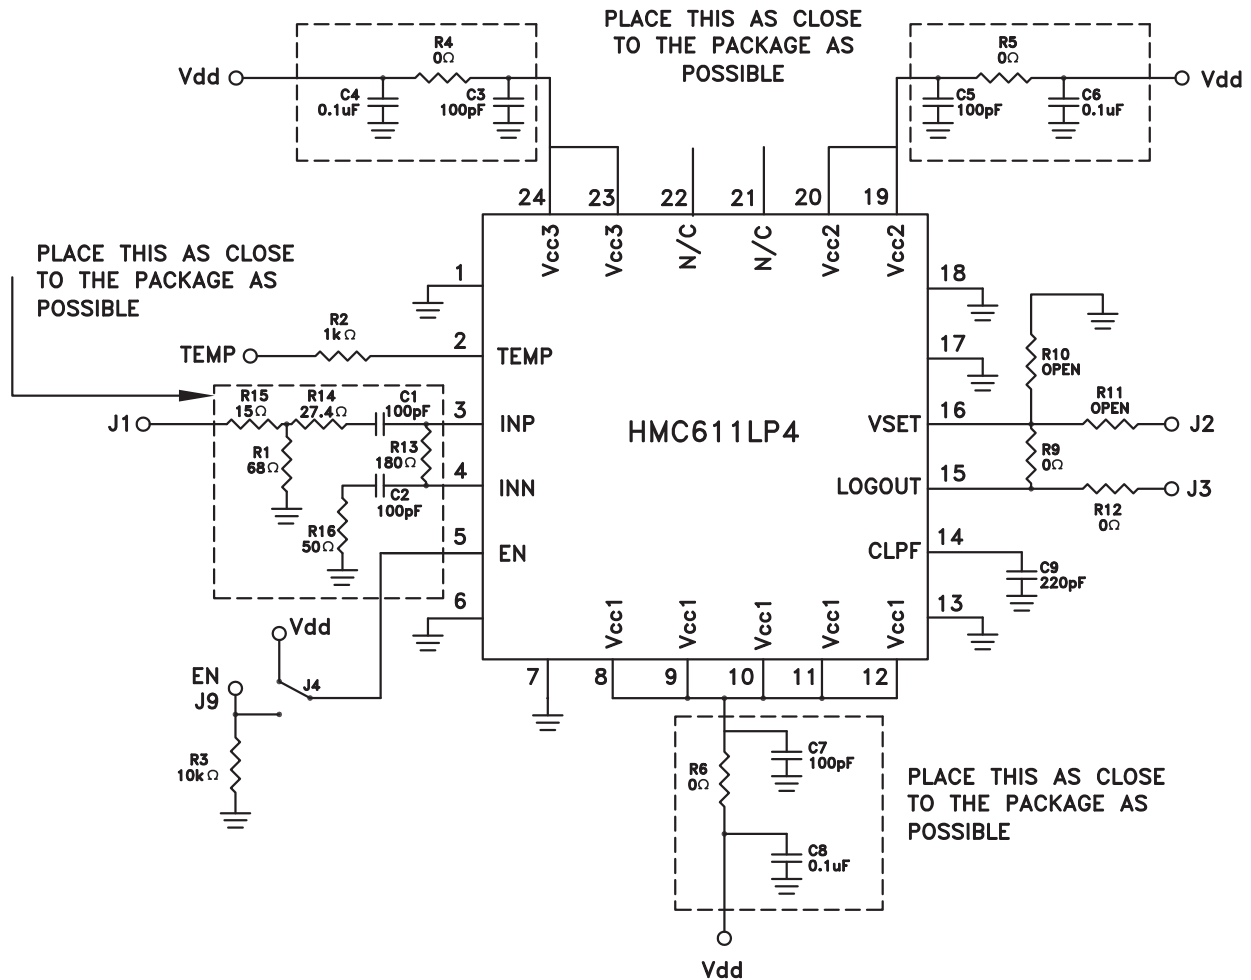 PLACE THIS AS CLOSE
TO THE PACKAGE AS
POSSIBLE
Vdd
R4
0Ω
C4
0.1uF
C3
100pF
R5
0Ω
C5
100pF
C6
0.1uF
Vdd
24
23
22
21
20
19
Vcc3
Vcc3
N/C
N/C
Vcc2
Vcc2
PLACE THIS AS CLOSE
TO THE PACKAGE AS
POSSIBLE
1
18
R2
1kΩ
TEMP
2
TEMP
17
R10
OPEN
R15
15Ω
R14
27.4Ω
C1
100pF
J1
3
INP
HMC611LP4
VSET
16
R11
OPEN
J2
R1
68Ω
R13
180Ω
R9
0Ω
4
INN
LOGOUT
15
J3
C2
100pF
R12
0Ω
R16
50Ω
5
EN
CLPF
14
C9
220pF
6
13
Vcc1
Vcc1
Vcc1
Vcc1
Vcc1
Vdd
7
8
9
10
11
12
EN
J9
J4
R3
10kΩ
C7
100pF
R6
0Ω
PLACE THIS AS CLOSE
TO THE PACKAGE AS
POSSIBLE
C8
0.1uF
Vdd